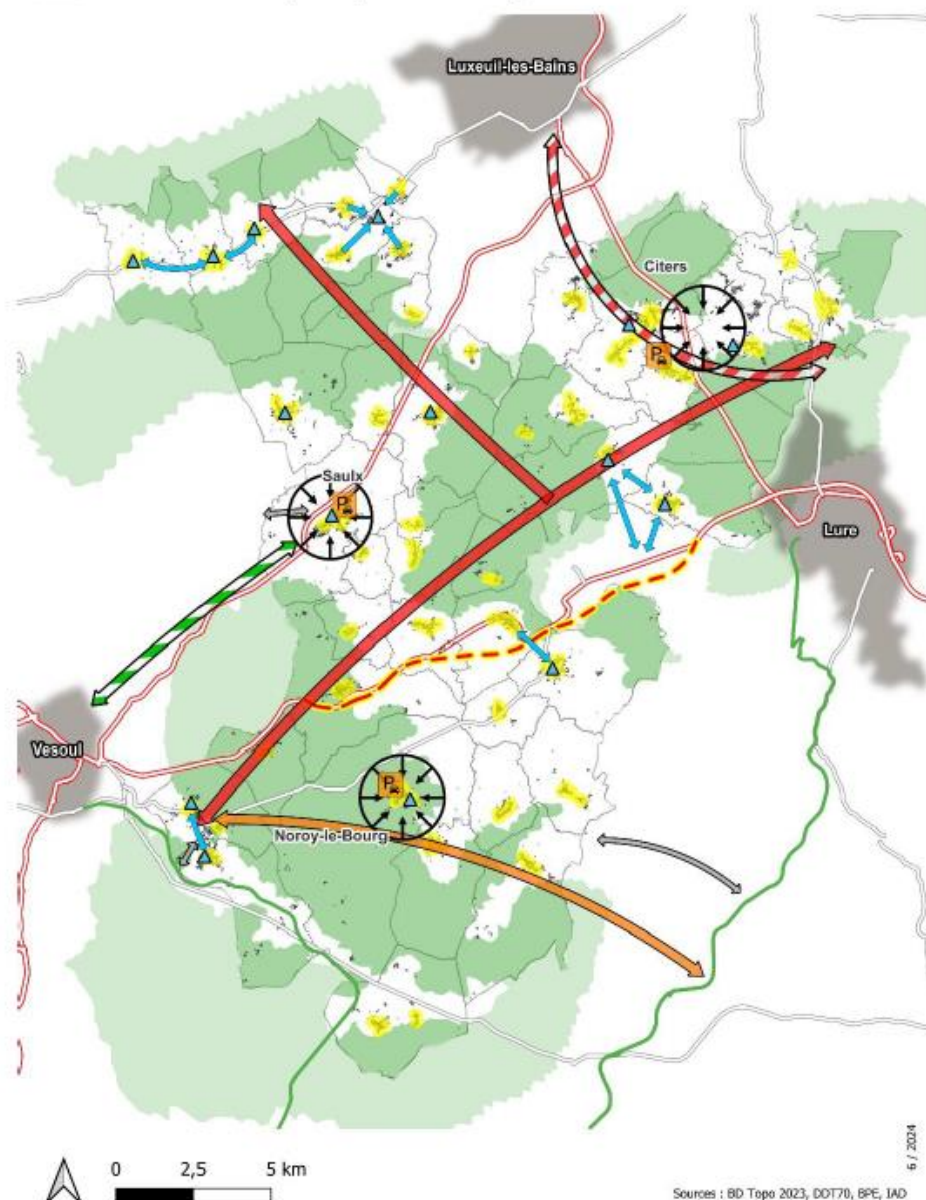 Luxeuil-les-Bains
Citers
P
Saulx
P
Lure
Vesoul
P
Noroy-le-Bourg
0 2,5 5 km
6 / 2024
Sources : BD Topo 2023, DDT70, BPE, IAD